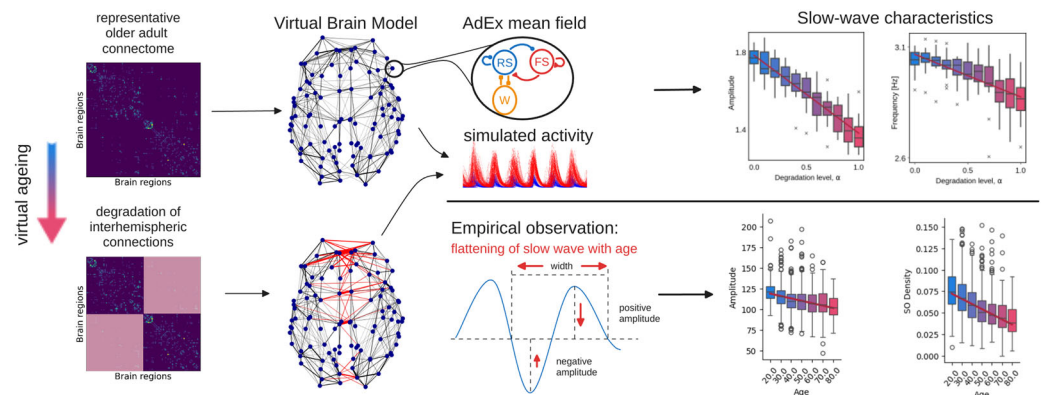 representative
older adult
connectome
Brain regions
Brain regions
virtual ageing
degradation of
interhemispheric
connections
Brain regions
Brain regions
Virtual Brain Model
AdEx mean field
RS
FS
W
simulated activity
Slow-wave characteristics
Amplitude
1.8
1.4
0.0
0.5
1.0
Degradation level, α
Frequency [Hz]
3.1
2.6
0.0
0.5
1.0
Degradation level, α
Empirical observation:
flattening of slow wave with age
width
positive
amplitude
negative
amplitude
Amplitude
200
175
150
125
100
75
50
20.0
30.0
40.0
50.0
60.0
70.0
80.0
Age
SO Density
0.150
0.125
0.100
0.075
0.050
0.025
0.000
20.0
30.0
40.0
50.0
60.0
70.0
80.0
Age